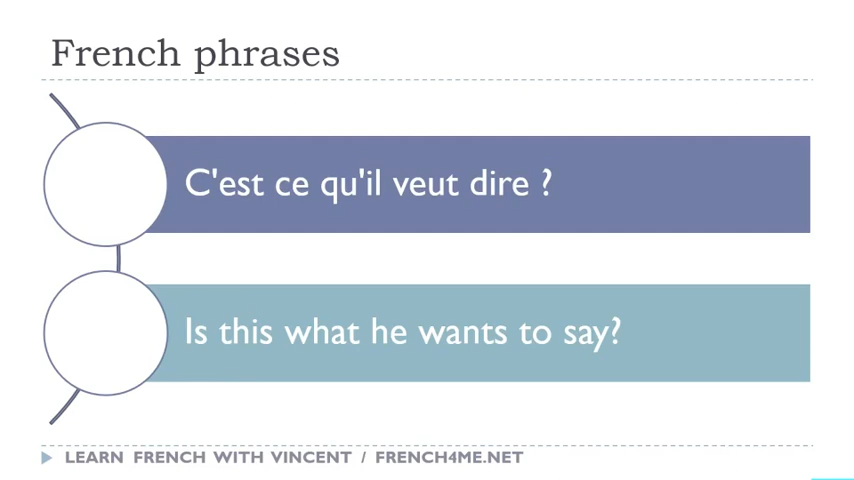 French phrases
C'est ce qu'il veut dire ?
Is this what he wants to say?
LEARN FRENCH WITH VINCENT / FRENCH4ME.NET